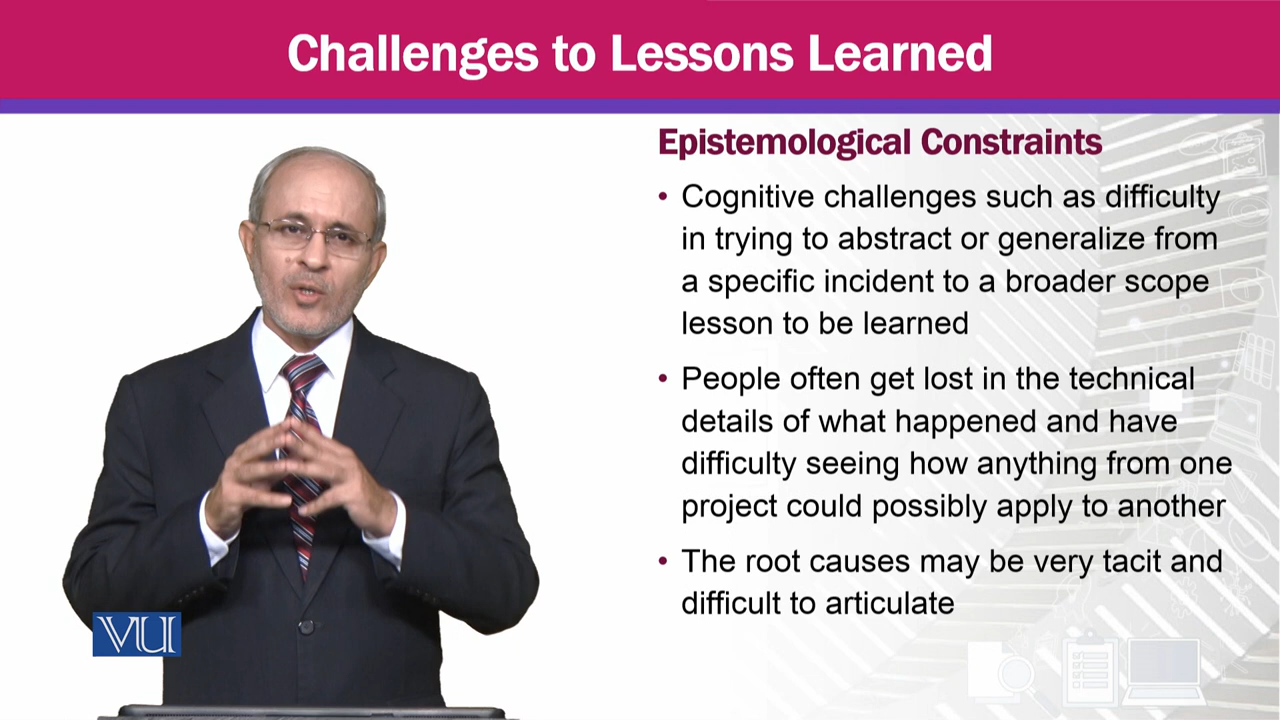 Challenges to Lessons Learned
Epistemological Constraints
• Cognitive challenges such as difficulty
in trying to abstract or generalize from
a specific incident to a broader scope
lesson to be learned
• People often get lost in the technical
details of what happened and have
difficulty seeing how anything from one
project could possibly apply to another
• The root causes may be very tacit and
difficult to articulate
VU